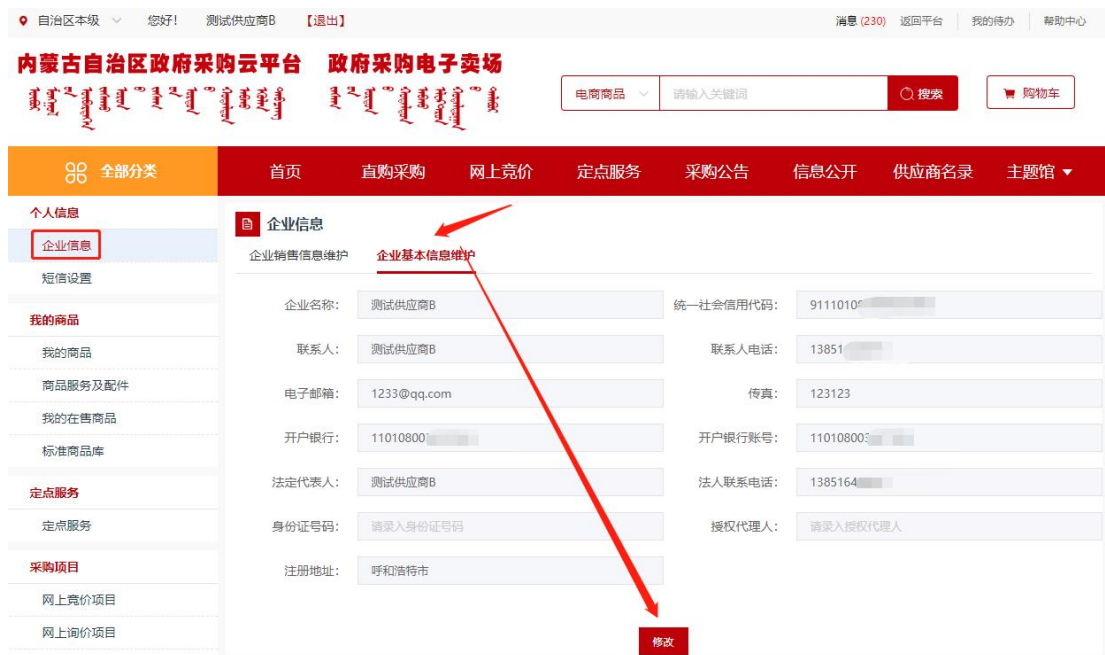 自治区本级 您好! 测试供应商B 【退出】 消息 (230) 返回平台 我的待办 帮助中心
内蒙古自治区政府采购云平台 政府采购电子卖场
电商商品 请输入关键词 搜索 购物车
全部分类 首页 直购采购 网上竞价 定点服务 采购公告 信息公开 供应商名录 主题馆
个人信息
企业信息
短信设置
我的商品
我的商品
商品服务及配件
我的在售商品
标准商品库
定点服务
定点服务
采购项目
网上竞价项目
网上询价项目
企业信息
企业销售信息维护 企业基本信息维护
企业名称: 测试供应商B 统一社会信用代码: 9111010
联系人: 测试供应商B 联系人电话: 13851
电子邮箱: 1233@qq.com 传真: 123123
开户银行: 11010800 开户银行账号: 110108003
法定代表人: 测试供应商B 法人联系电话: 1385164
身份证号码: 请录入身份证号码 授权代理人: 请录入授权代理人
注册地址: 呼和浩特市
修改